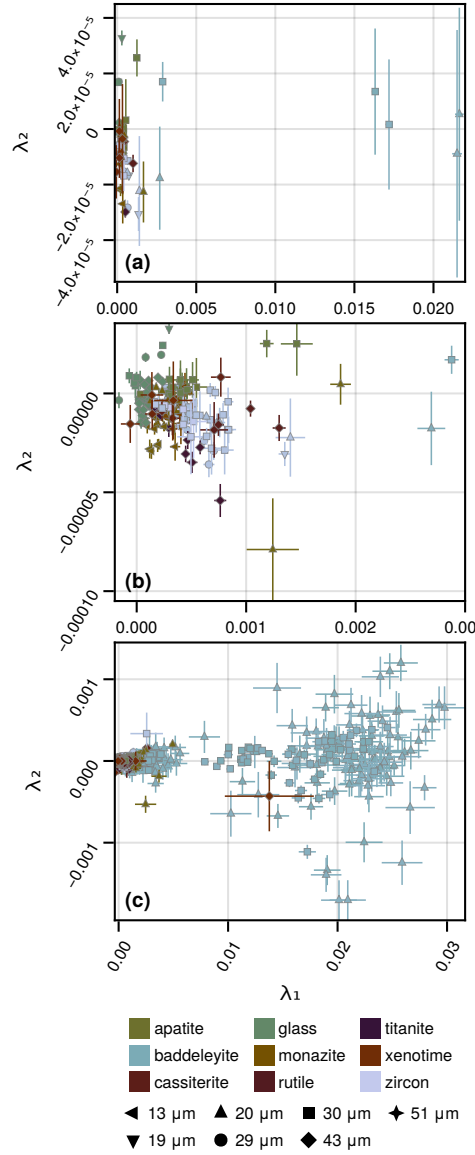 λ₂
4.0×10⁻⁵
2.0×10⁻⁵
0
-2.0×10⁻⁵
-4.0×10⁻⁵
(a)
0.000 0.005 0.010 0.015 0.020
λ₂
0.00000
-0.00005
-0.00010
(b)
0.000 0.001 0.002 0.00
λ₂
0.001
0.000
-0.001
(c)
0.00 0.01 0.02 0.03
λ₁
apatite glass titanite
baddeleyite monazite xenotime
cassiterite rutile zircon
13 μm 20 μm 30 μm 51 μm
19 μm 29 μm 43 μm